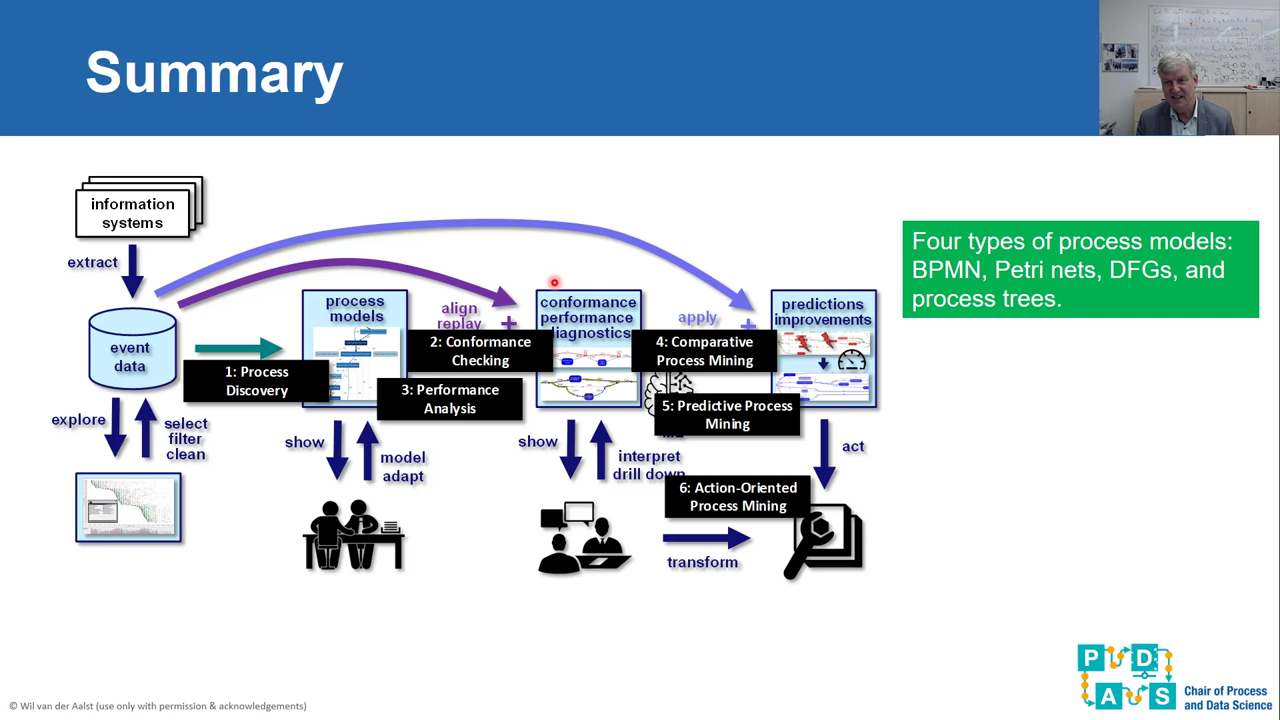 Summary
information
systems
extract
event
data
explore
select
filter
clean
1: Process
Discovery
process
models
show
model
adapt
align
replay
+
2: Conformance
Checking
3: Performance
Analysis
conformance
performance
diagnostics
show
interpret
drill down
apply
+
4: Comparative
Process Mining
5: Predictive Process
Mining
6: Action-Oriented
Process Mining
transform
predictions
improvements
act
Four types of process models:
BPMN, Petri nets, DFGs, and
process trees.
P D
A S
Chair of Process
and Data Science
© Wil van der Aalst (use only with permission & acknowledgements)